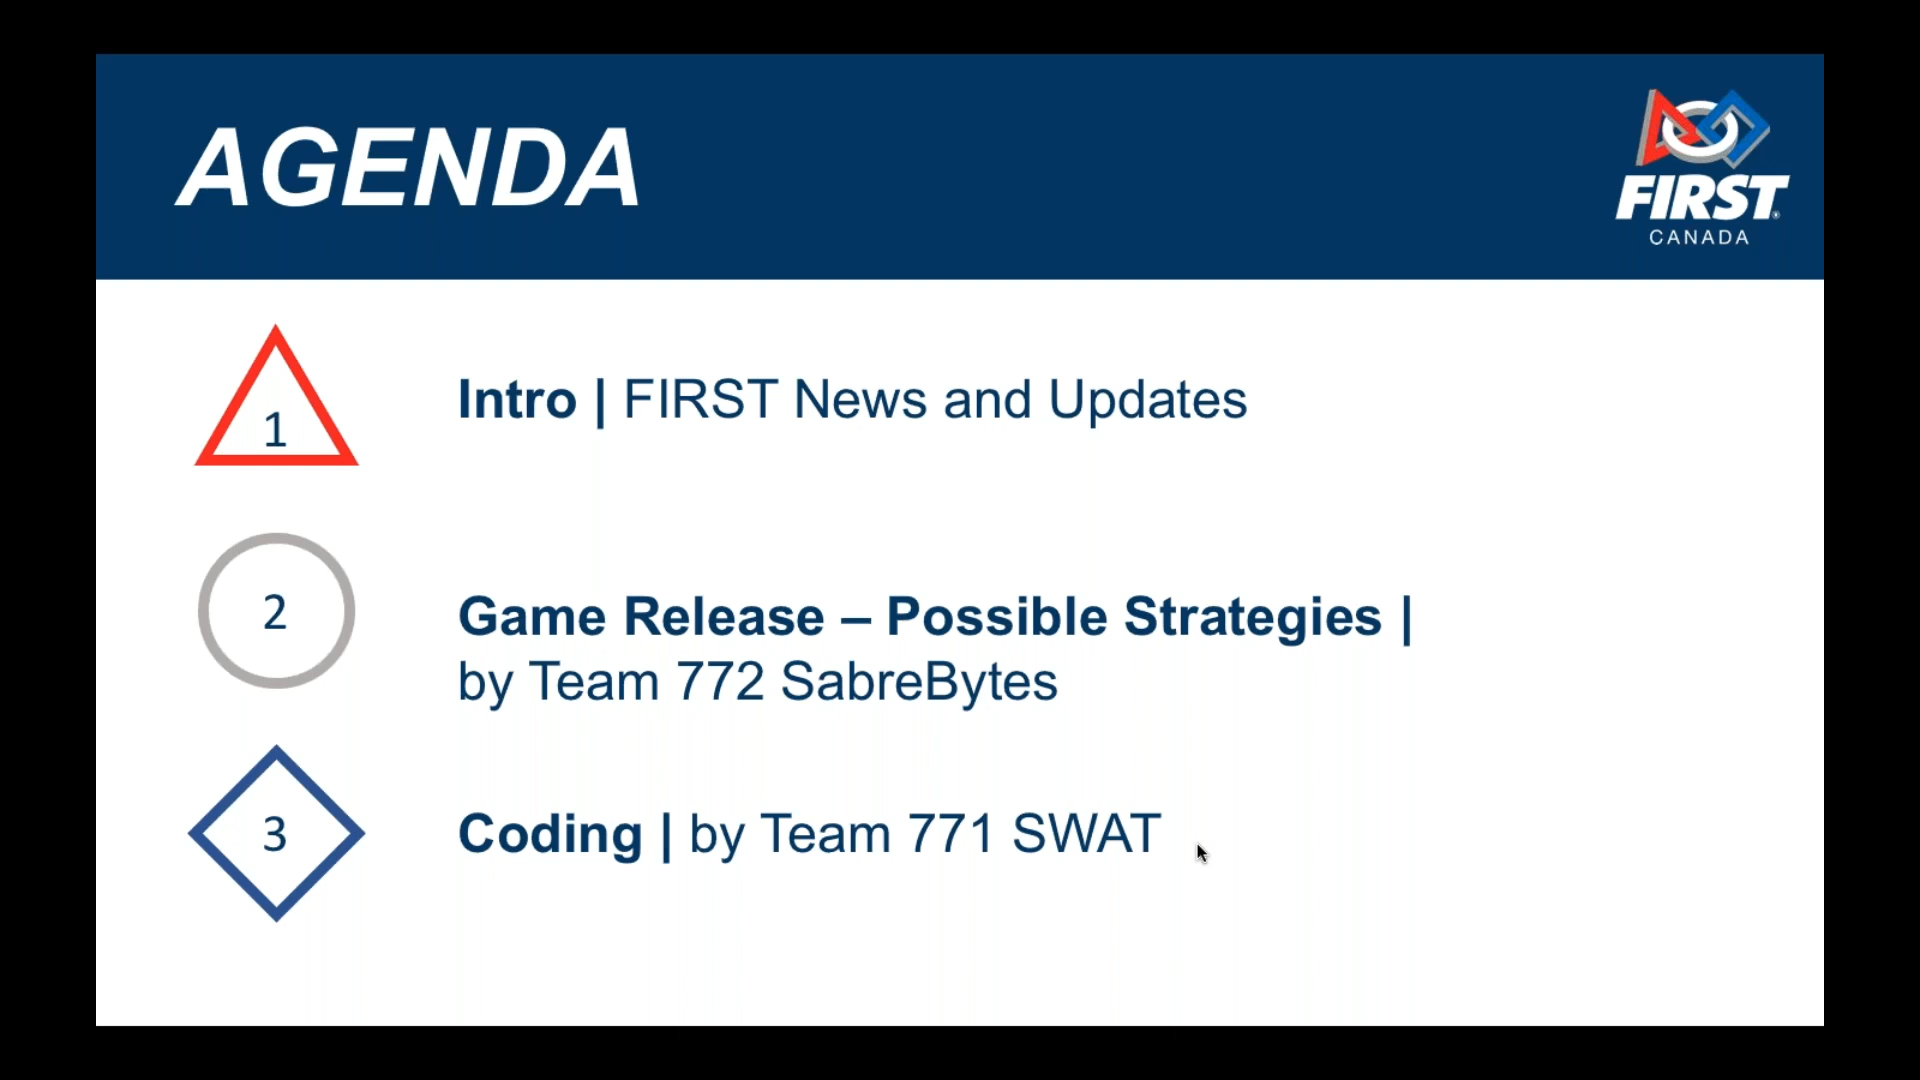 AGENDA
FIRST
CANADA
1
Intro | FIRST News and Updates
2
Game Release – Possible Strategies |
by Team 772 SabreBytes
3
Coding | by Team 771 SWAT